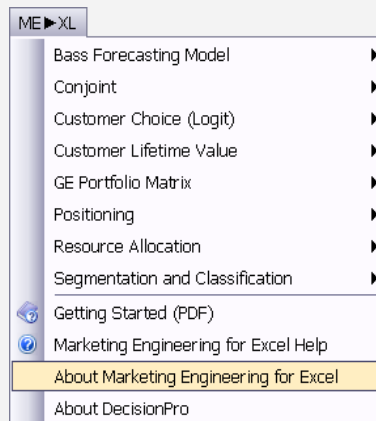 ME▶XL
Bass Forecasting Model
Conjoint
Customer Choice (Logit)
Customer Lifetime Value
GE Portfolio Matrix
Positioning
Resource Allocation
Segmentation and Classification
Getting Started (PDF)
Marketing Engineering for Excel Help
About Marketing Engineering for Excel
About DecisionPro